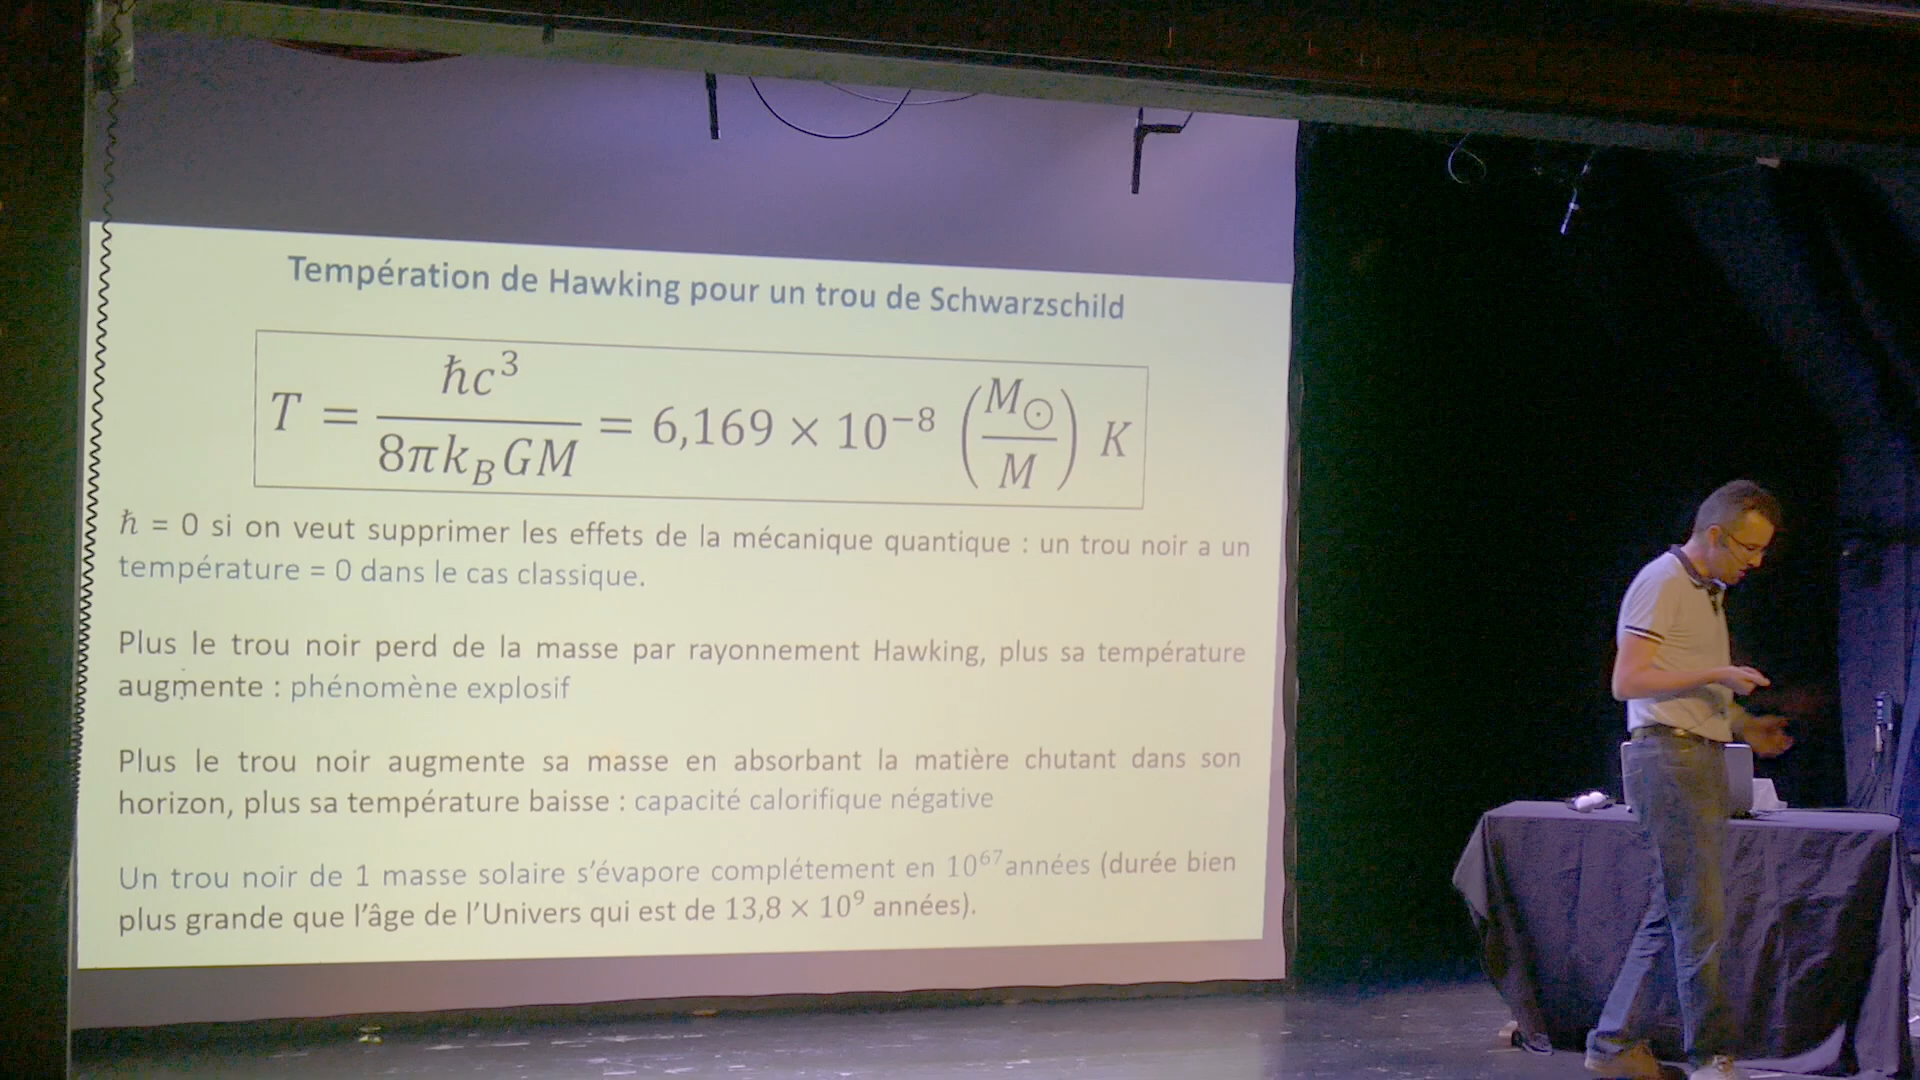 Températion de Hawking pour un trou de Schwarzschild
T = ħc³ / 8πk_BGM = 6,169 × 10⁻⁸ (M☉/M) K
ħ = 0 si on veut supprimer les effets de la mécanique quantique : un trou noir a un
température = 0 dans le cas classique.
Plus le trou noir perd de la masse par rayonnement Hawking, plus sa température
augmente : phénomène explosif
Plus le trou noir augmente sa masse en absorbant la matière chutant dans son
horizon, plus sa température baisse : capacité calorifique négative
Un trou noir de 1 masse solaire s’évapore complétement en 10⁶⁷ années (durée bien
plus grande que l’âge de l’Univers qui est de 13,8 × 10⁹ années).